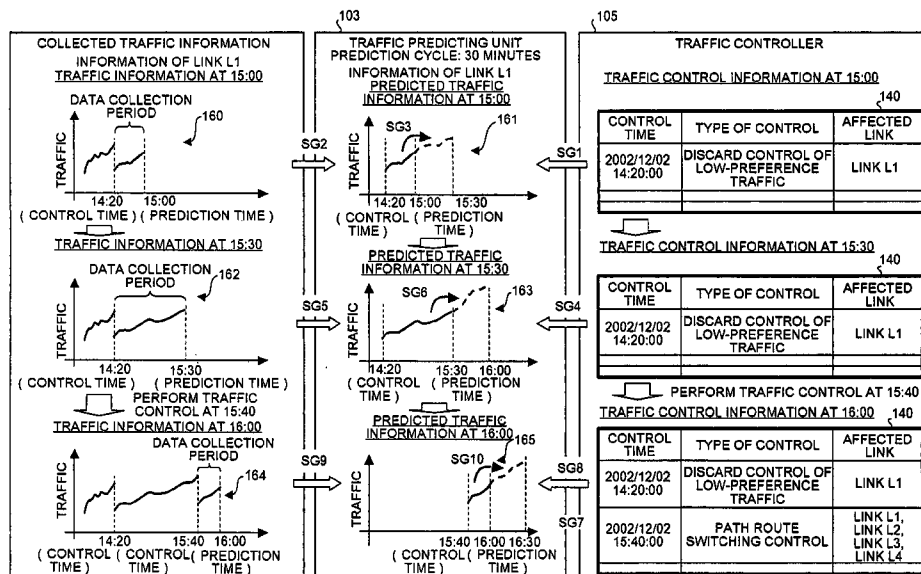 103
105
COLLECTED TRAFFIC INFORMATION
INFORMATION OF LINK L1
TRAFFIC INFORMATION AT 15:00
DATA COLLECTION
PERIOD
160
TRAFFIC
14:20
15:00
( CONTROL TIME )
( PREDICTION TIME )
TRAFFIC INFORMATION AT 15:30
DATA COLLECTION
PERIOD
162
TRAFFIC
14:20
15:30
( CONTROL TIME )
( PREDICTION TIME )
PERFORM TRAFFIC
CONTROL AT 15:40
TRAFFIC INFORMATION AT 16:00
DATA COLLECTION
PERIOD
164
TRAFFIC
14:20
15:40
16:00
( CONTROL
TIME )
( CONTROL
TIME )
( PREDICTION
TIME )
SG2
SG5
SG9
TRAFFIC PREDICTING UNIT
PREDICTION CYCLE: 30 MINUTES
INFORMATION OF LINK L1
PREDICTED TRAFFIC
INFORMATION AT 15:00
SG3
161
TRAFFIC
14:20
15:00
15:30
( CONTROL
TIME )
( PREDICTION
TIME )
PREDICTED TRAFFIC
INFORMATION AT 15:30
SG6
163
TRAFFIC
14:20
15:30
16:00
( CONTROL
TIME )
( PREDICTION
TIME )
PREDICTED TRAFFIC
INFORMATION AT 16:00
165
SG10
TRAFFIC
15:40
16:00
16:30
( CONTROL
TIME )
( PREDICTION
TIME )
SG1
SG4
SG8
SG7
TRAFFIC CONTROLLER
TRAFFIC CONTROL INFORMATION AT 15:00
140
CONTROL
TIME
TYPE OF CONTROL
AFFECTED
LINK
2002/12/02
14:20:00
DISCARD CONTROL OF
LOW-PREFERENCE
TRAFFIC
LINK L1
TRAFFIC CONTROL INFORMATION AT 15:30
140
CONTROL
TIME
TYPE OF CONTROL
AFFECTED
LINK
2002/12/02
14:20:00
DISCARD CONTROL OF
LOW-PREFERENCE
TRAFFIC
LINK L1
PERFORM TRAFFIC CONTROL AT 15:40
TRAFFIC CONTROL INFORMATION AT 16:00
140
CONTROL
TIME
TYPE OF CONTROL
AFFECTED
LINK
2002/12/02
14:20:00
DISCARD CONTROL OF
LOW-PREFERENCE
TRAFFIC
LINK L1
2002/12/02
15:40:00
PATH ROUTE
SWITCHING CONTROL
LINK L1,
LINK L2,
LINK L3,
LINK L4